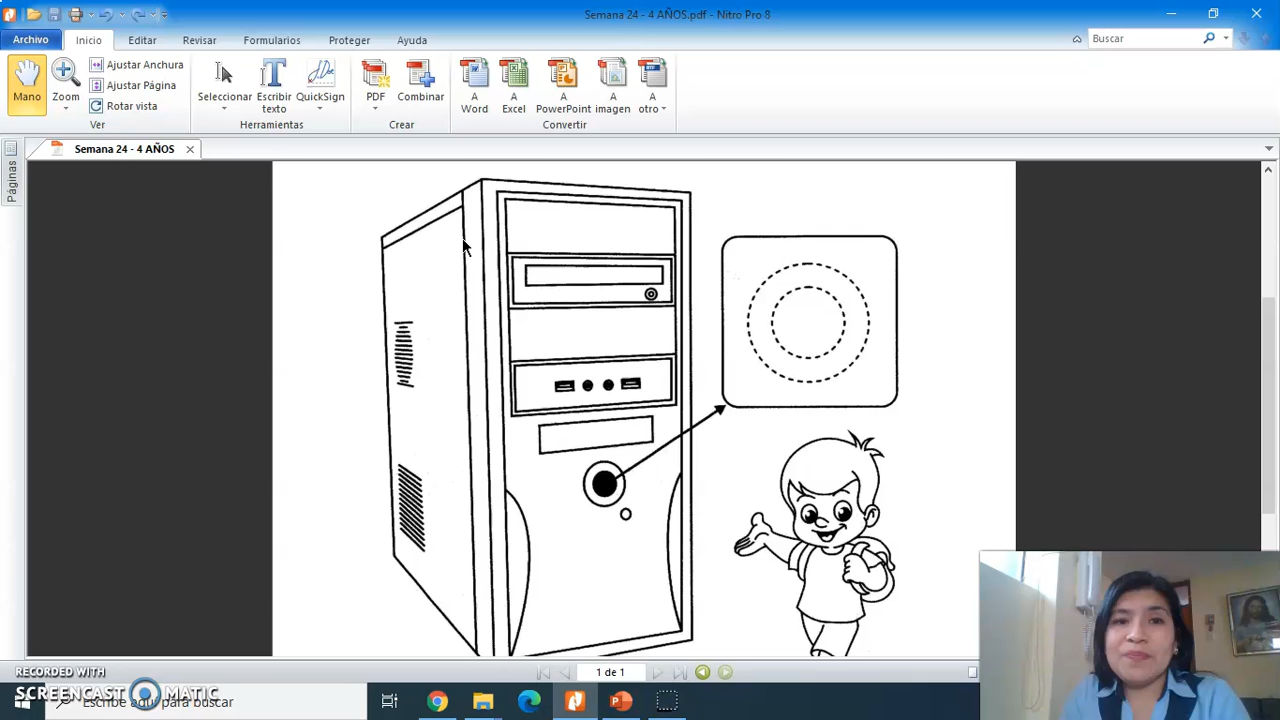 Semana 24 - 4 AÑOS.pdf - Nitro Pro 8
Archivo Inicio Editar Revisar Formularios Proteger Ayuda Buscar
Mano
Zoom
Ajustar Anchura
Ajustar Página
Rotar vista
Ver
Seleccionar
Escribir texto
QuickSign
Herramientas
PDF
Combinar
Crear
A Word
A Excel
A PowerPoint
A imagen
A otro
Convertir
Semana 24 - 4 AÑOS
Páginas
1 de 1
RECORDED WITH
SCREENCAST MATIC
Escribe aquí para buscar